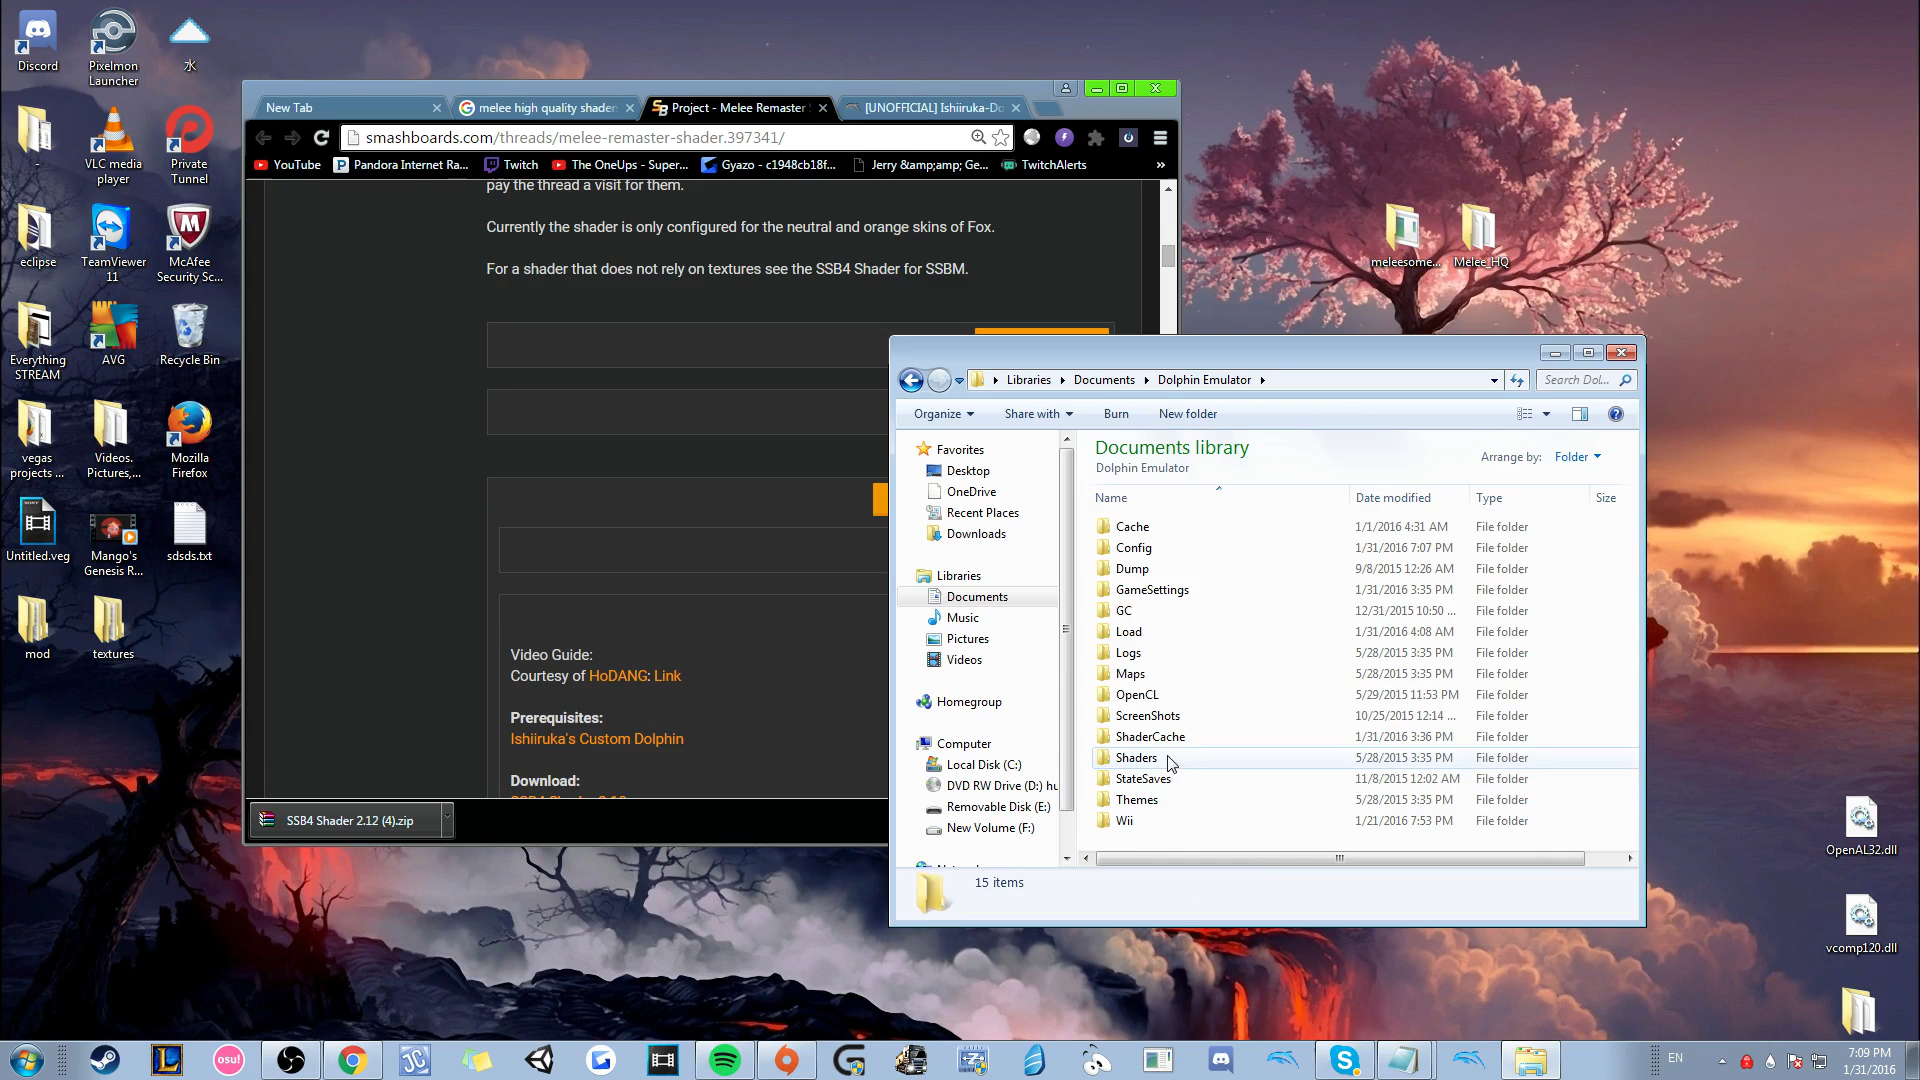 Discord
Pixelmon
Launcher
水
-
VLC media
player
Private
Tunnel
eclipse
TeamViewer
11
McAfee
Security Sc...
Everything
STREAM
AVG
Recycle Bin
vegas
projects ...
Videos.
Pictures,...
Mozilla
Firefox
Untitled.veg
Mango's
Genesis R...
sdsds.txt
mod
textures
New Tab
melee high quality shader
Project - Melee Remaster
[UNOFFICIAL] Ishiiruka-Do
smashboards.com/threads/melee-remaster-shader.397341/
YouTube
Pandora Internet Ra...
Twitch
The OneUps - Super...
Gyazo - c1948cb18f...
Jerry &amp;amp; Ge...
TwitchAlerts
»
pay the thread a visit for them.
Currently the shader is only configured for the neutral and orange skins of Fox.
For a shader that does not rely on textures see the SSB4 Shader for SSBM.
Video Guide:
Courtesy of HoDANG: Link
Prerequisites:
Ishiiruka's Custom Dolphin
Download:
SSB4 Shader 2.12 (4).zip
meleesome...
Melee_HQ
Libraries
Documents
Dolphin Emulator
Search Dol...
Organize
Share with
Burn
New folder
Favorites
Desktop
OneDrive
Recent Places
Downloads
Libraries
Documents
Music
Pictures
Videos
Homegroup
Computer
Local Disk (C:)
DVD RW Drive (D:) hu
Removable Disk (E:)
New Volume (F:)
Documents library
Dolphin Emulator
Arrange by: Folder
Name Date modified Type Size
Cache 1/1/2016 4:31 AM File folder
Config 1/31/2016 7:07 PM File folder
Dump 9/8/2015 12:26 AM File folder
GameSettings 1/31/2016 3:35 PM File folder
GC 12/31/2015 10:50 ... File folder
Load 1/31/2016 4:08 AM File folder
Logs 5/28/2015 3:35 PM File folder
Maps 5/28/2015 3:35 PM File folder
OpenCL 5/29/2015 11:53 PM File folder
ScreenShots 10/25/2015 12:14 ... File folder
ShaderCache 1/31/2016 3:36 PM File folder
Shaders 5/28/2015 3:35 PM File folder
StateSaves 11/8/2015 12:02 AM File folder
Themes 5/28/2015 3:35 PM File folder
Wii 1/21/2016 7:53 PM File folder
15 items
OpenAL32.dll
vcomp120.dll
osu!
JC
EN
7:09 PM
1/31/2016